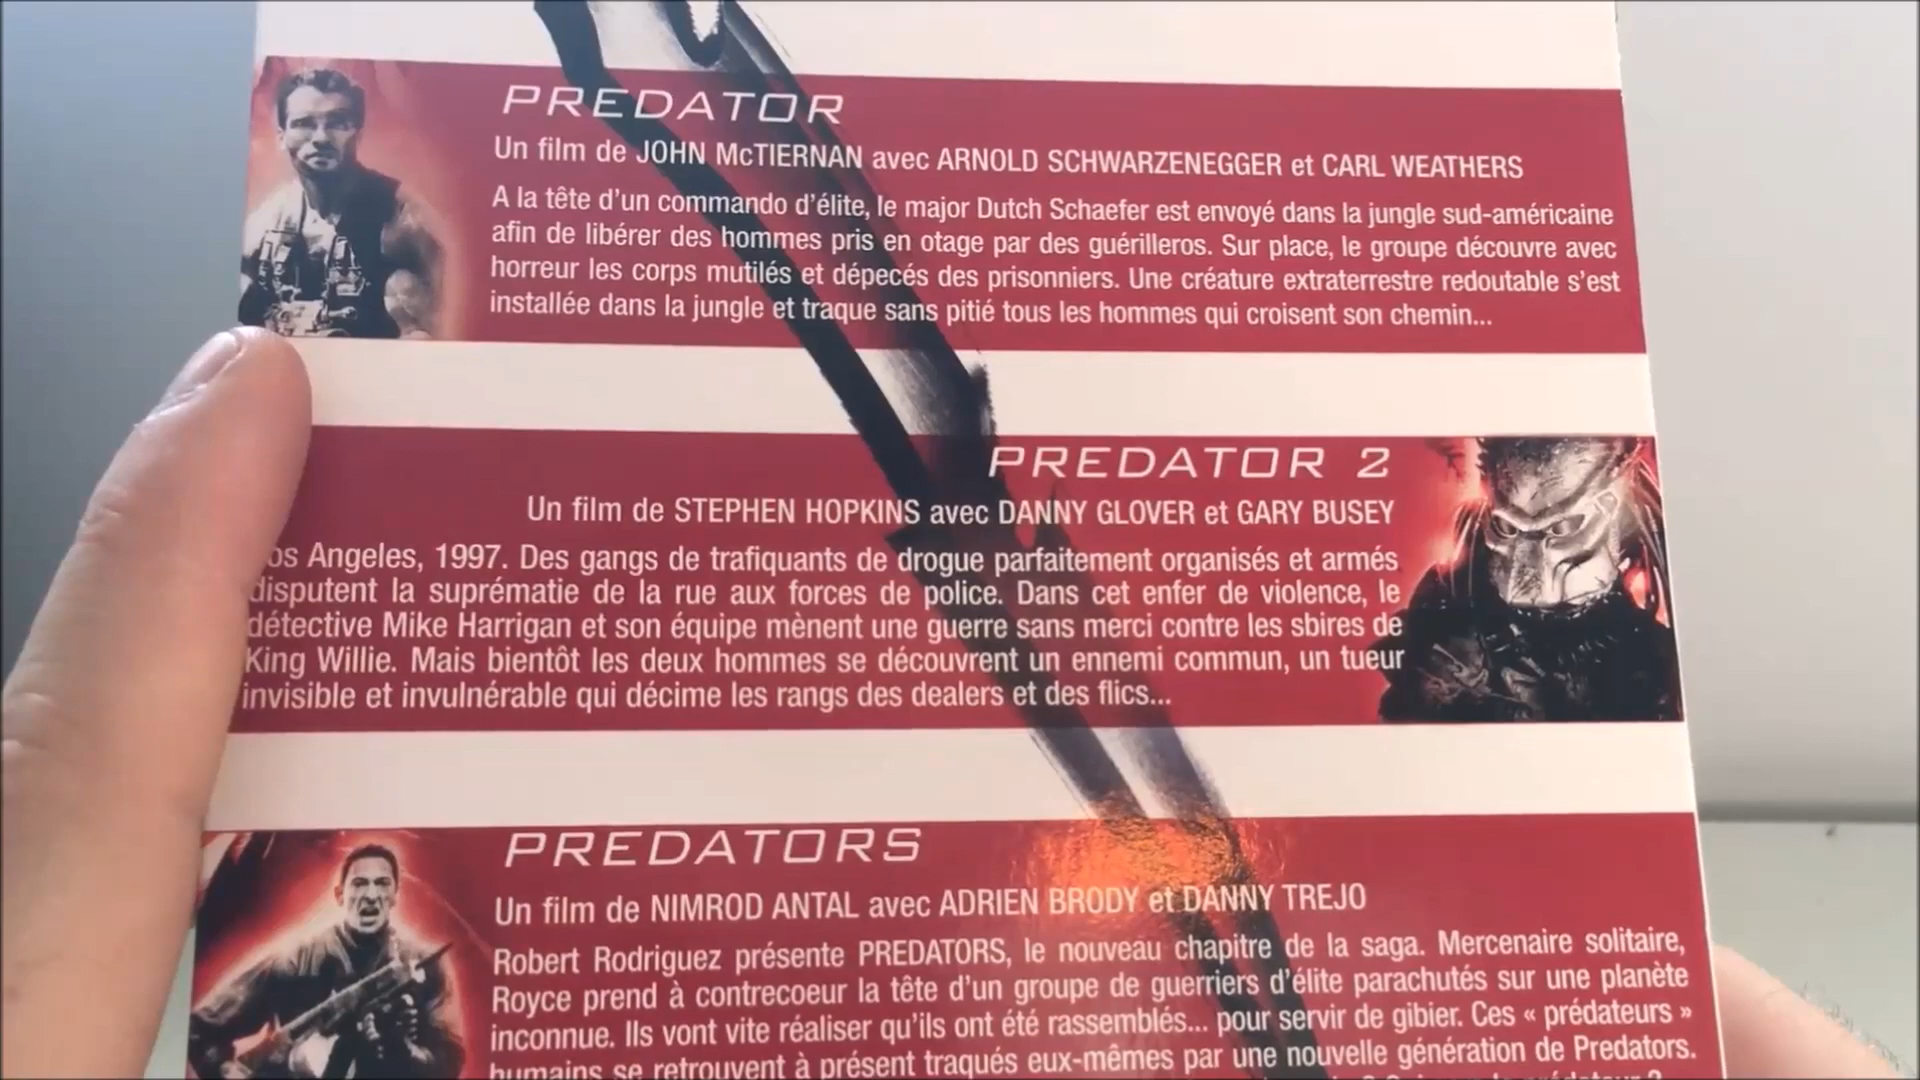 PREDATOR
Un film de JOHN McTIERNAN avec ARNOLD SCHWARZENEGGER et CARL WEATHERS
A la tête d'un commando d'élite, le major Dutch Schaefer est envoyé dans la jungle sud-américaine
afin de libérer des hommes pris en otage par des guérilleros. Sur place, le groupe découvre avec
horreur les corps mutilés et dépecés des prisonniers. Une créature extraterrestre redoutable s'est
installée dans la jungle et traque sans pitié tous les hommes qui croisent son chemin...
PREDATOR 2
Un film de STEPHEN HOPKINS avec DANNY GLOVER et GARY BUSEY
os Angeles, 1997. Des gangs de trafiquants de drogue parfaitement organisés et armés
disputent la suprématie de la rue aux forces de police. Dans cet enfer de violence, le
détective Mike Harrigan et son équipe mènent une guerre sans merci contre les sbires de
King Willie. Mais bientôt les deux hommes se découvrent un ennemi commun, un tueur
invisible et invulnérable qui décime les rangs des dealers et des flics...
PREDATORS
Un film de NIMROD ANTAL avec ADRIEN BRODY et DANNY TREJO
Robert Rodriguez présente PREDATORS, le nouveau chapitre de la saga. Mercenaire solitaire,
Royce prend à contrecoeur la tête d'un groupe de guerriers d'élite parachutés sur une planète
inconnue. Ils vont vite réaliser qu'ils ont été rassemblés... pour servir de gibier. Ces « prédateurs »
humains se retrouvent à présent traqués eux-mêmes par une nouvelle génération de Predators.